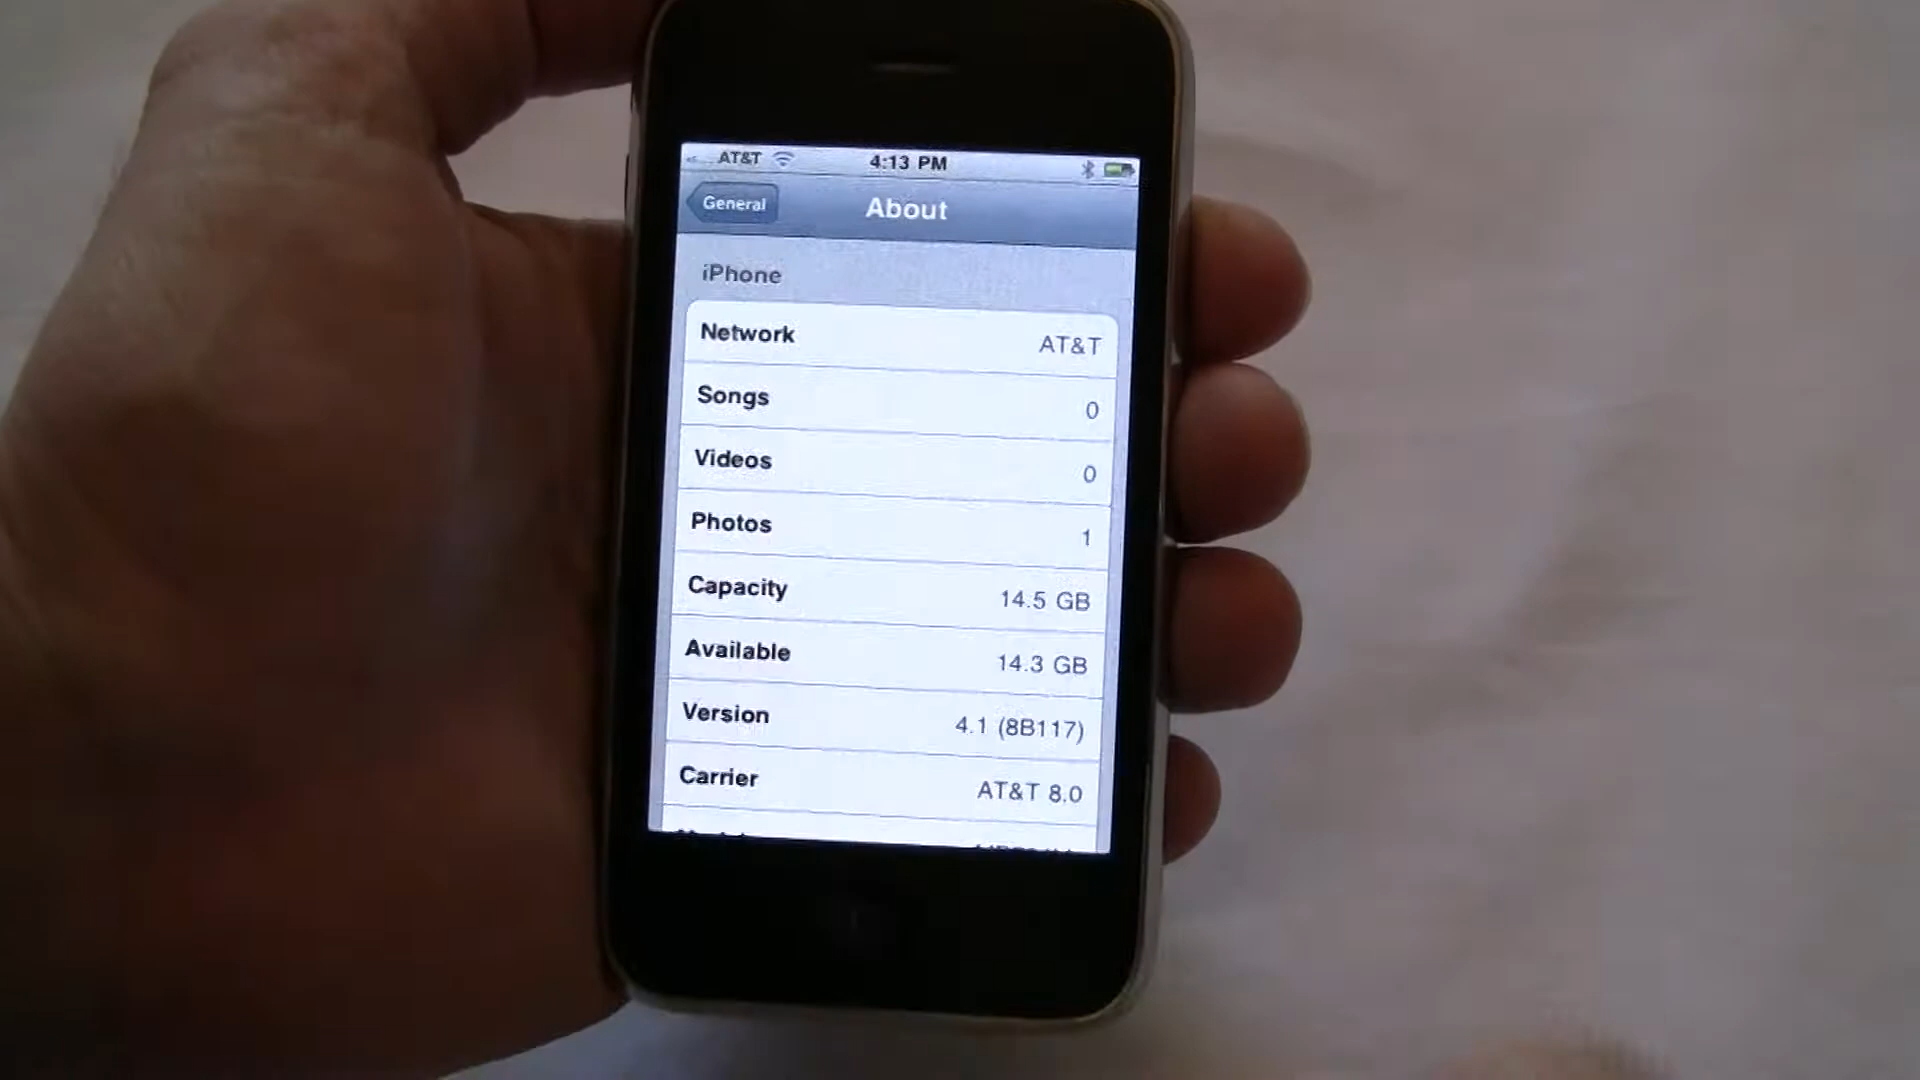 AT&T 4:13 PM
General About
iPhone
Network AT&T
Songs 0
Videos 0
Photos 1
Capacity 14.5 GB
Available 14.3 GB
Version 4.1 (8B117)
Carrier AT&T 8.0